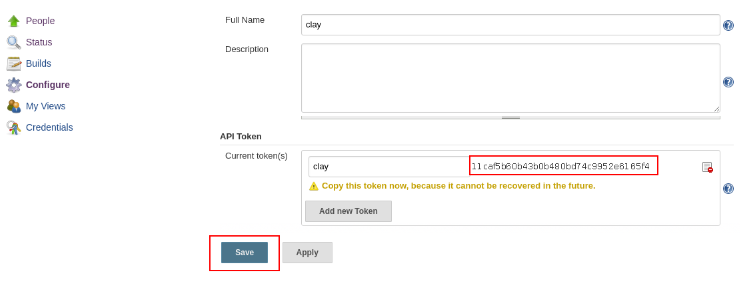 People
Status
Builds
Configure
My Views
Credentials
Full Name
clay
Description
API Token
Current token(s)
clay
11caf5b60b43b0b480bd74c9952e6165f4
Copy this token now, because it cannot be recovered in the future.
Add new Token
Save
Apply